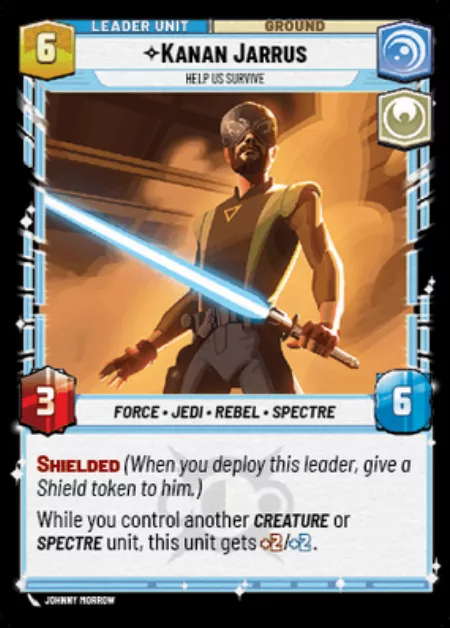 LEADER UNIT
GROUND
6
✧KANAN JARRUS
HELP US SURVIVE
3
FORCE • JEDI • REBEL • SPECTRE
6
SHIELDED (When you deploy this leader, give a
Shield token to him.)
While you control another CREATURE or
SPECTRE unit, this unit gets +2/+2.
JOHNNY MORROW